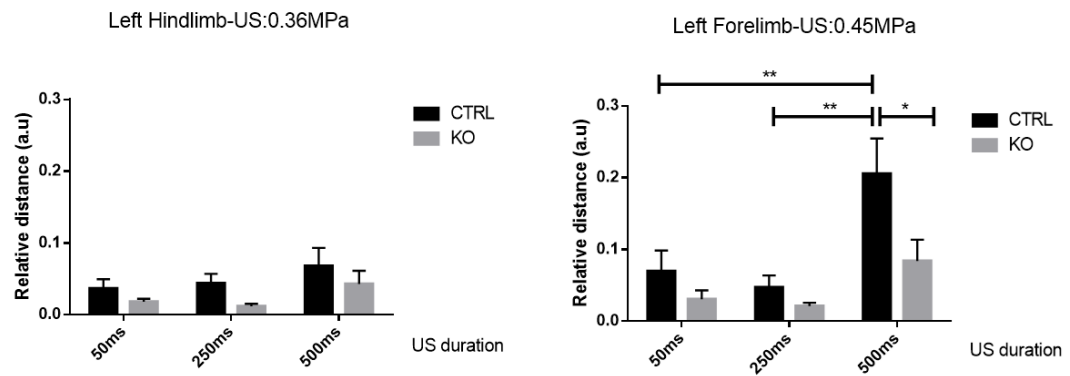 Left Hindlimb-US:0.36MPa
Relative distance (a.u)
0.3
0.2
0.1
0.0
50ms
250ms
500ms
US duration
CTRL
KO
Left Forelimb-US:0.45MPa
Relative distance (a.u)
0.3
0.2
0.1
0.0
**
**
*
50ms
250ms
500ms
US duration
CTRL
KO